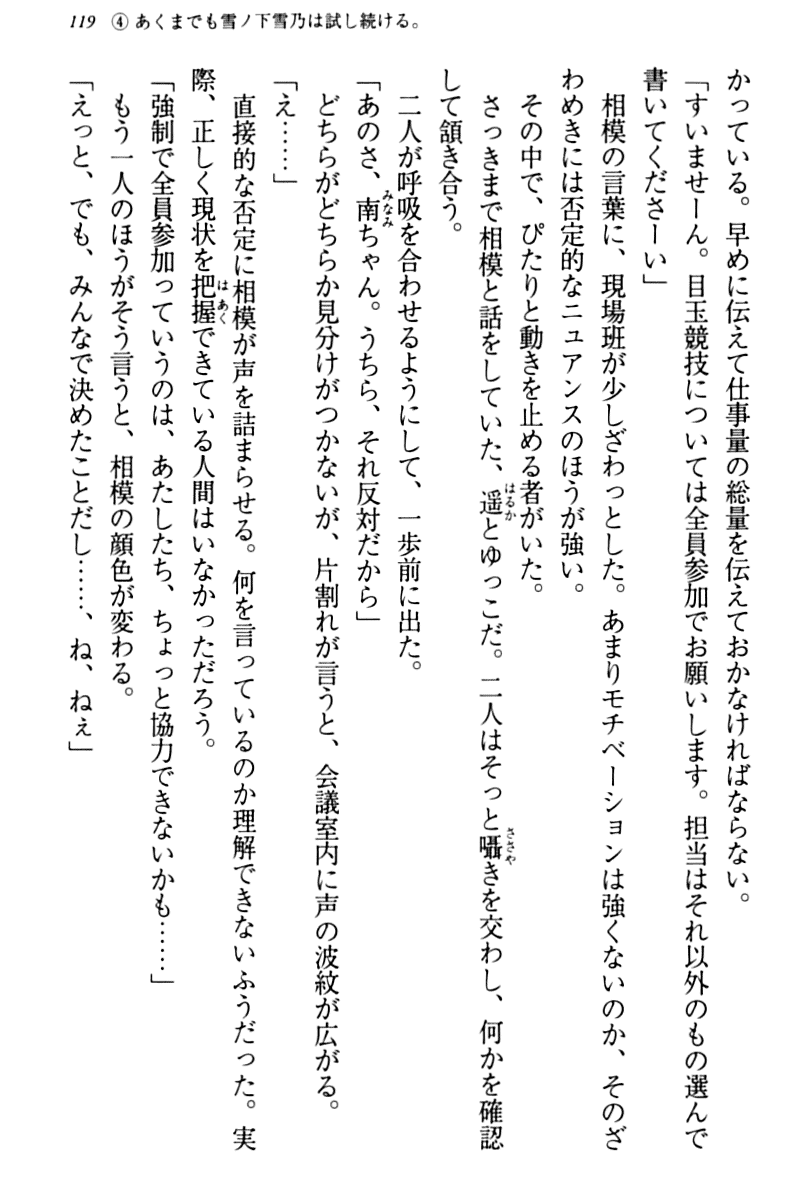 119 ④ あくまでも雪ノ下雪乃は試し続ける。
かっている。早めに伝えて仕事量の総量を伝えておかなければならない。
「すいませーん。目玉競技については全員参加でお願いします。担当はそれ以外のもの選んで
書いてくださーい」
相模の言葉に、現場班が少しざわっとした。あまりモチベーションは強くないのか、そのざ
わめきには否定的なニュアンスのほうが強い。
その中で、ぴたりと動きを止める者がいた。
さっきまで相模と話をしていた、遥とゆっこだ。二人はそっと囁きを交わし、何かを確認
して頷き合う。
二人が呼吸を合わせるようにして、一歩前に出た。
「あのさ、南ちゃん。うちら、それ反対だから」
どちらがどちらか見分けがつかないが、片割れが言うと、会議室内に声の波紋が広がる。
「え……」
直接的な否定に相模が声を詰まらせる。何を言っているのか理解できないふうだった。実
際、正しく現状を把握できている人間はいなかっただろう。
「強制で全員参加っていうのは、あたしたち、ちょっと協力できないかも……」
もう一人のほうがそう言うと、相模の顔色が変わる。
「えっと、でも、みんなで決めたことだし……、ね、ねぇ」